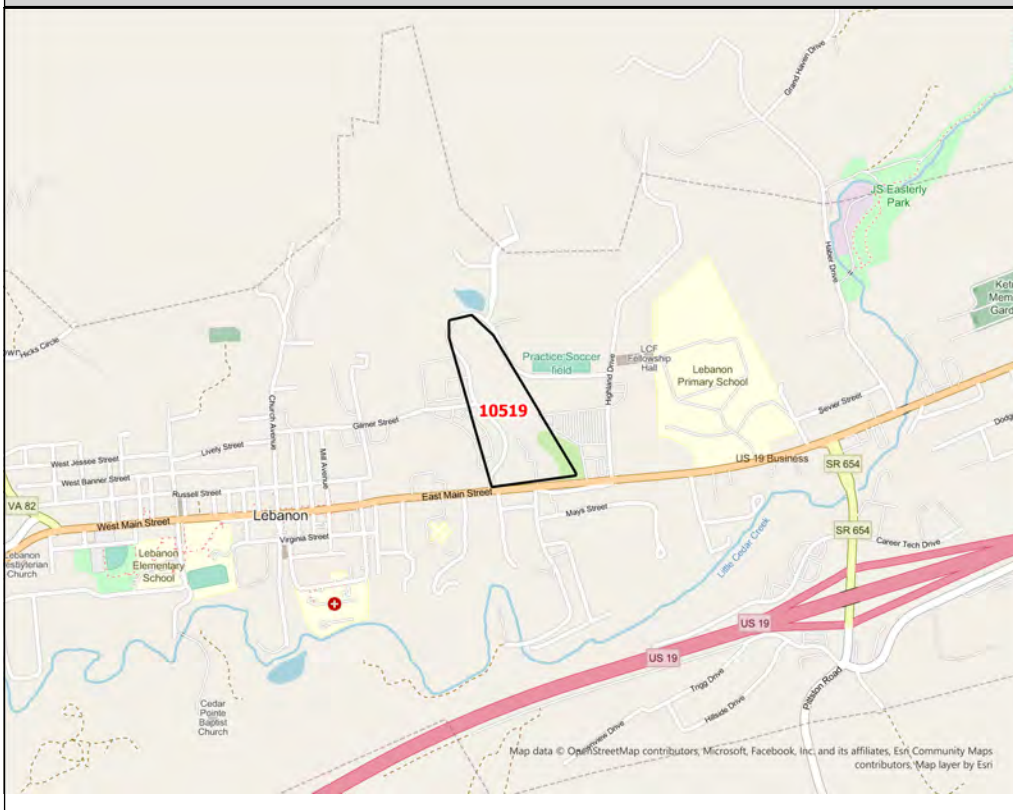 Grand Haven Drive
JS Easterly
Park
Haber Drive
Hicks Circle
Practice Soccer
field
LCF
Fellowship
Hall
Highland Drive
Lebanon
Primary School
10519
Gilmer Street
Church Avenue
Mill Avenue
Lively Street
West Jessee Street
West Banner Street
Russell Street
Sevier Street
US 19 Business
SR 654
VA 82
East Main Street
West Main Street
Lebanon
Mays Street
Virginia Street
SR 654
Career Tech Drive
Little Cedar Creek
Lebanon
Elementary
School
Church
US 19
US 19
Trigg Drive
Hillside Drive
Pittston Road
Cedar
Pointe
Baptist
Church
Map data © OpenStreetMap contributors, Microsoft, Facebook, Inc. and its affiliates, Esri Community Maps
contributors, Map layer by Esri